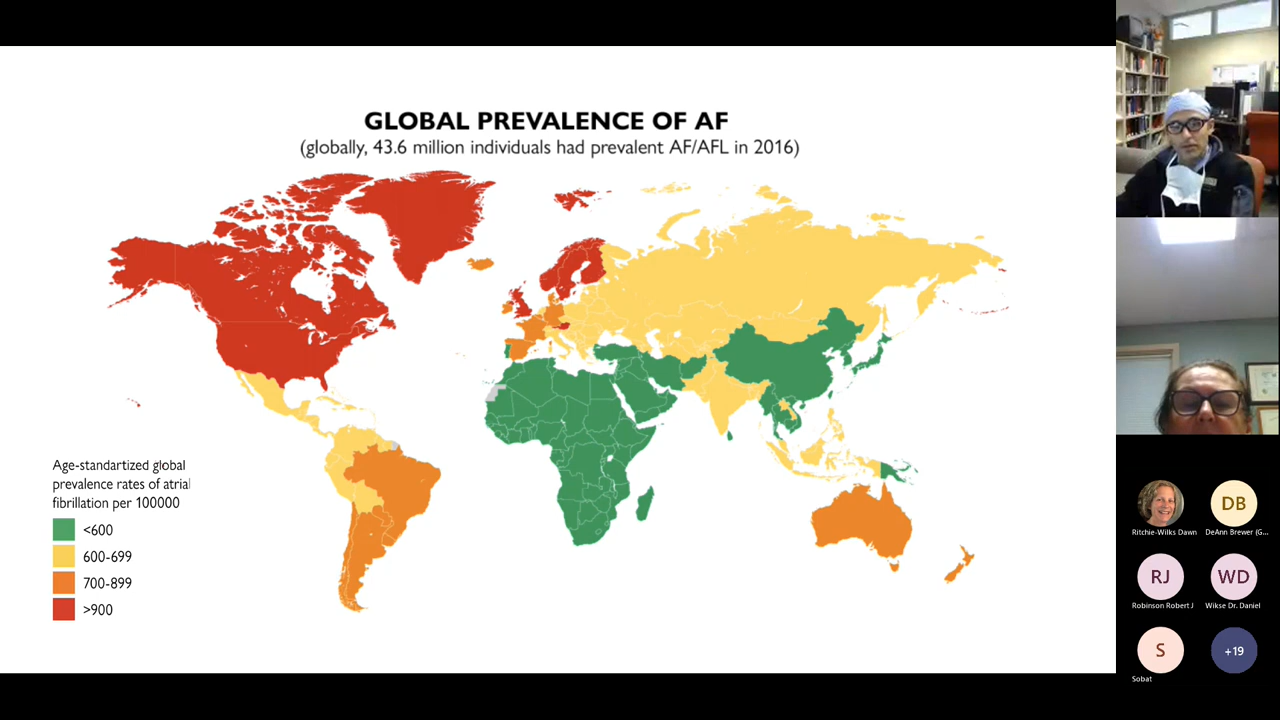 GLOBAL PREVALENCE OF AF
(globally, 43.6 million individuals had prevalent AF/AFL in 2016)
Age-standartized global
prevalence rates of atrial
fibrillation per 100000
<600
600-699
700-899
>900
DB
Ritchie-Wilks Dawn
DeAnn Brewer (G...
RJ
WD
Robinson Robert J
Wikse Dr. Daniel
S
+19
Sobat